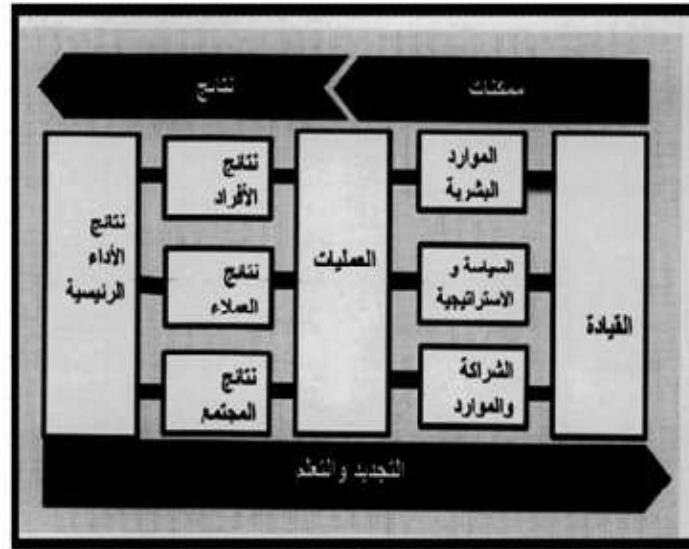 ممكنات
نتائج
القيادة
الموارد
البشرية
السياسة و
الاستراتيجية
الشراكة
والموارد
العمليات
نتائج
الأفراد
نتائج
العملاء
نتائج
المجتمع
نتائج
الأداء
الرئيسية
التجديد والتعلم